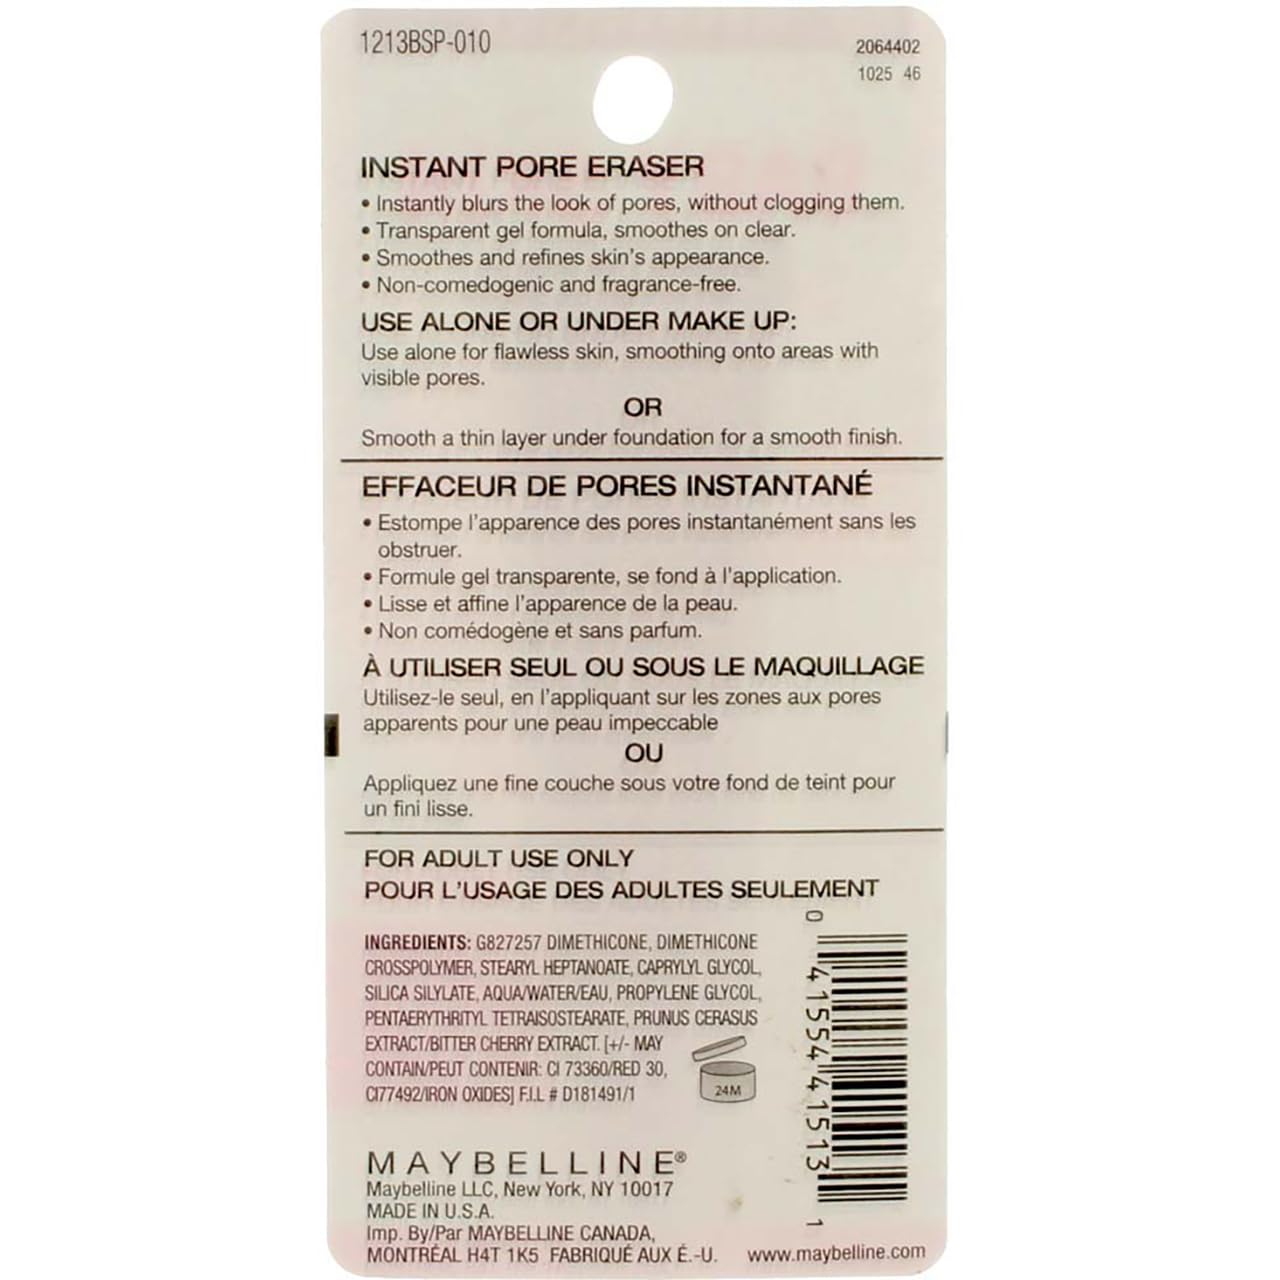 1213BSP-010
2064402
1025 46
INSTANT PORE ERASER
• Instantly blurs the look of pores, without clogging them.
• Transparent gel formula, smoothes on clear.
• Smoothes and refines skin's appearance.
• Non-comedogenic and fragrance-free.
USE ALONE OR UNDER MAKE UP:
Use alone for flawless skin, smoothing onto areas with
visible pores.
OR
Smooth a thin layer under foundation for a smooth finish.
EFFACEUR DE PORES INSTANTANÉ
• Estompe l'apparence des pores instantanément sans les
obstruer.
• Formule gel transparente, se fond à l'application.
• Lisse et affine l'apparence de la peau.
• Non comédogène et sans parfum.
À UTILISER SEUL OU SOUS LE MAQUILLAGE
Utilisez-le seul, en l'appliquant sur les zones aux pores
apparents pour une peau impeccable
OU
Appliquez une fine couche sous votre fond de teint pour
un fini lisse.
FOR ADULT USE ONLY
POUR L'USAGE DES ADULTES SEULEMENT
INGREDIENTS: G827257 DIMETHICONE, DIMETHICONE
CROSSPOLYMER, STEARYL HEPTANOATE, CAPRYLYL GLYCOL,
SILICA SILYLATE, AQUA/WATER/EAU, PROPYLENE GLYCOL,
PENTAERYTHRITYL TETRAISOSTEARATE, PRUNUS CERASUS
EXTRACT/BITTER CHERRY EXTRACT. [+/- MAY
CONTAIN/PEUT CONTENIR: CI 73360/RED 30,
CI77492/IRON OXIDES] F.I.L # D181491/1
24M
0 41554 41513 1
MAYBELLINE®
Maybelline LLC, New York, NY 10017
MADE IN U.S.A.
Imp. By/Par MAYBELLINE CANADA,
MONTRÉAL H4T 1K5 FABRIQUÉ AUX É.-U.
www.maybelline.com